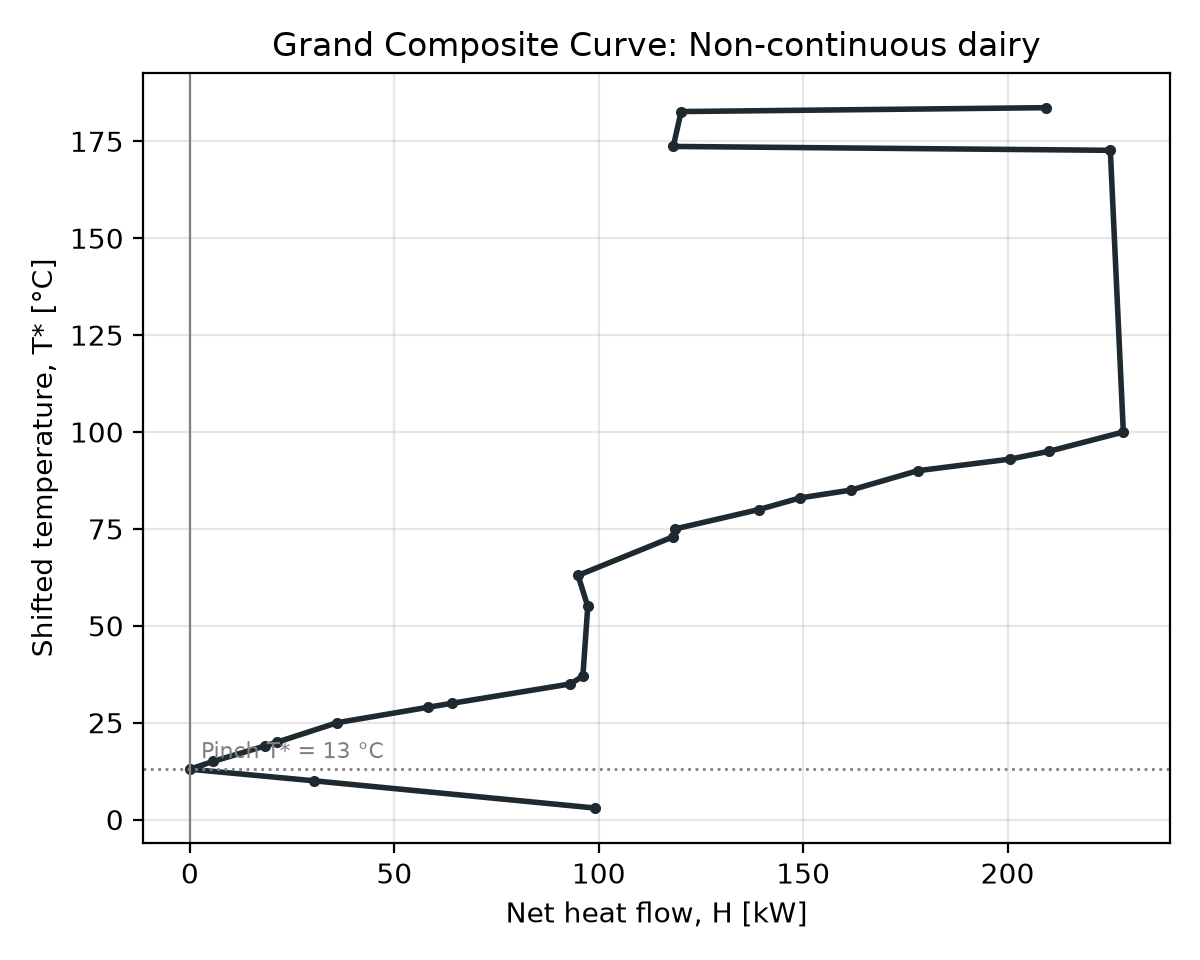 Grand Composite Curve: Non-continuous dairy
Shifted temperature, T* [°C]
175
150
125
100
75
50
25
0
Pinch T* = 13 °C
0 50 100 150 200
Net heat flow, H [kW]